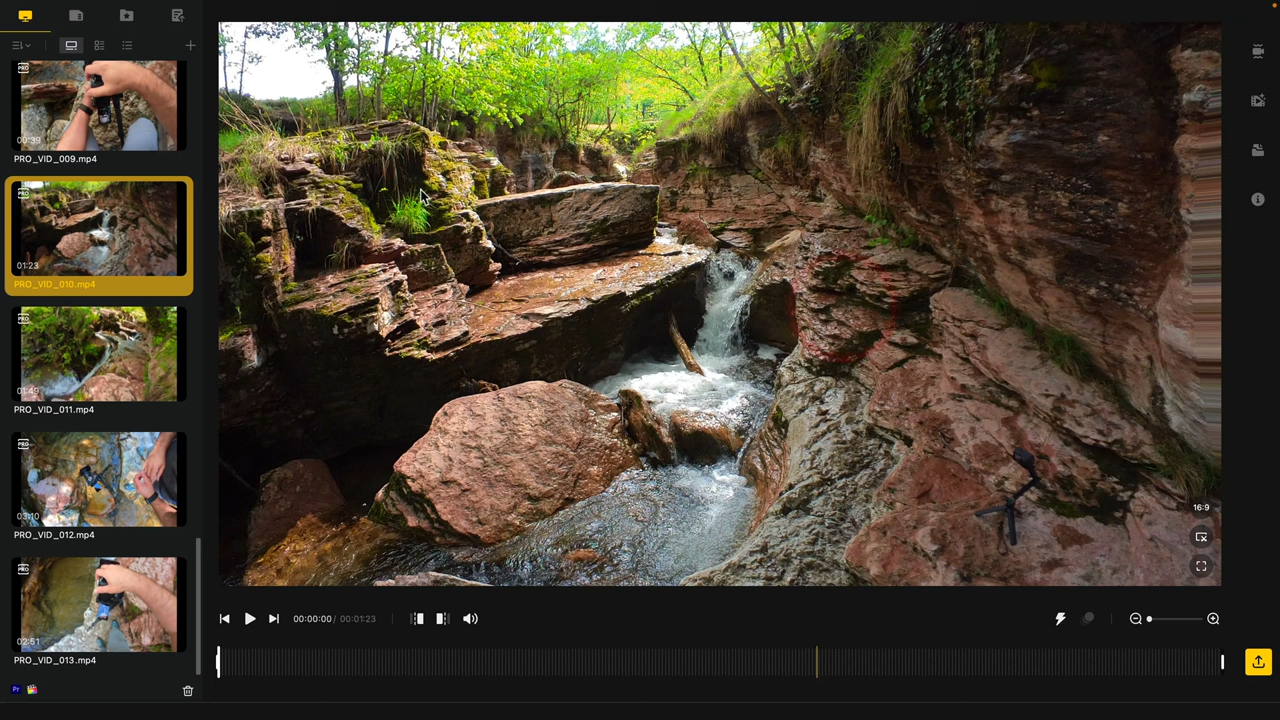 PRO
00:39
PRO_VID_009.mp4
PRO
01:23
PRO_VID_010.mp4
PRO
01:49
PRO_VID_011.mp4
PRO
03:10
PRO_VID_012.mp4
PRO
02:51
PRO_VID_013.mp4
Pr
16:9
00:00:00 / 00:01:23